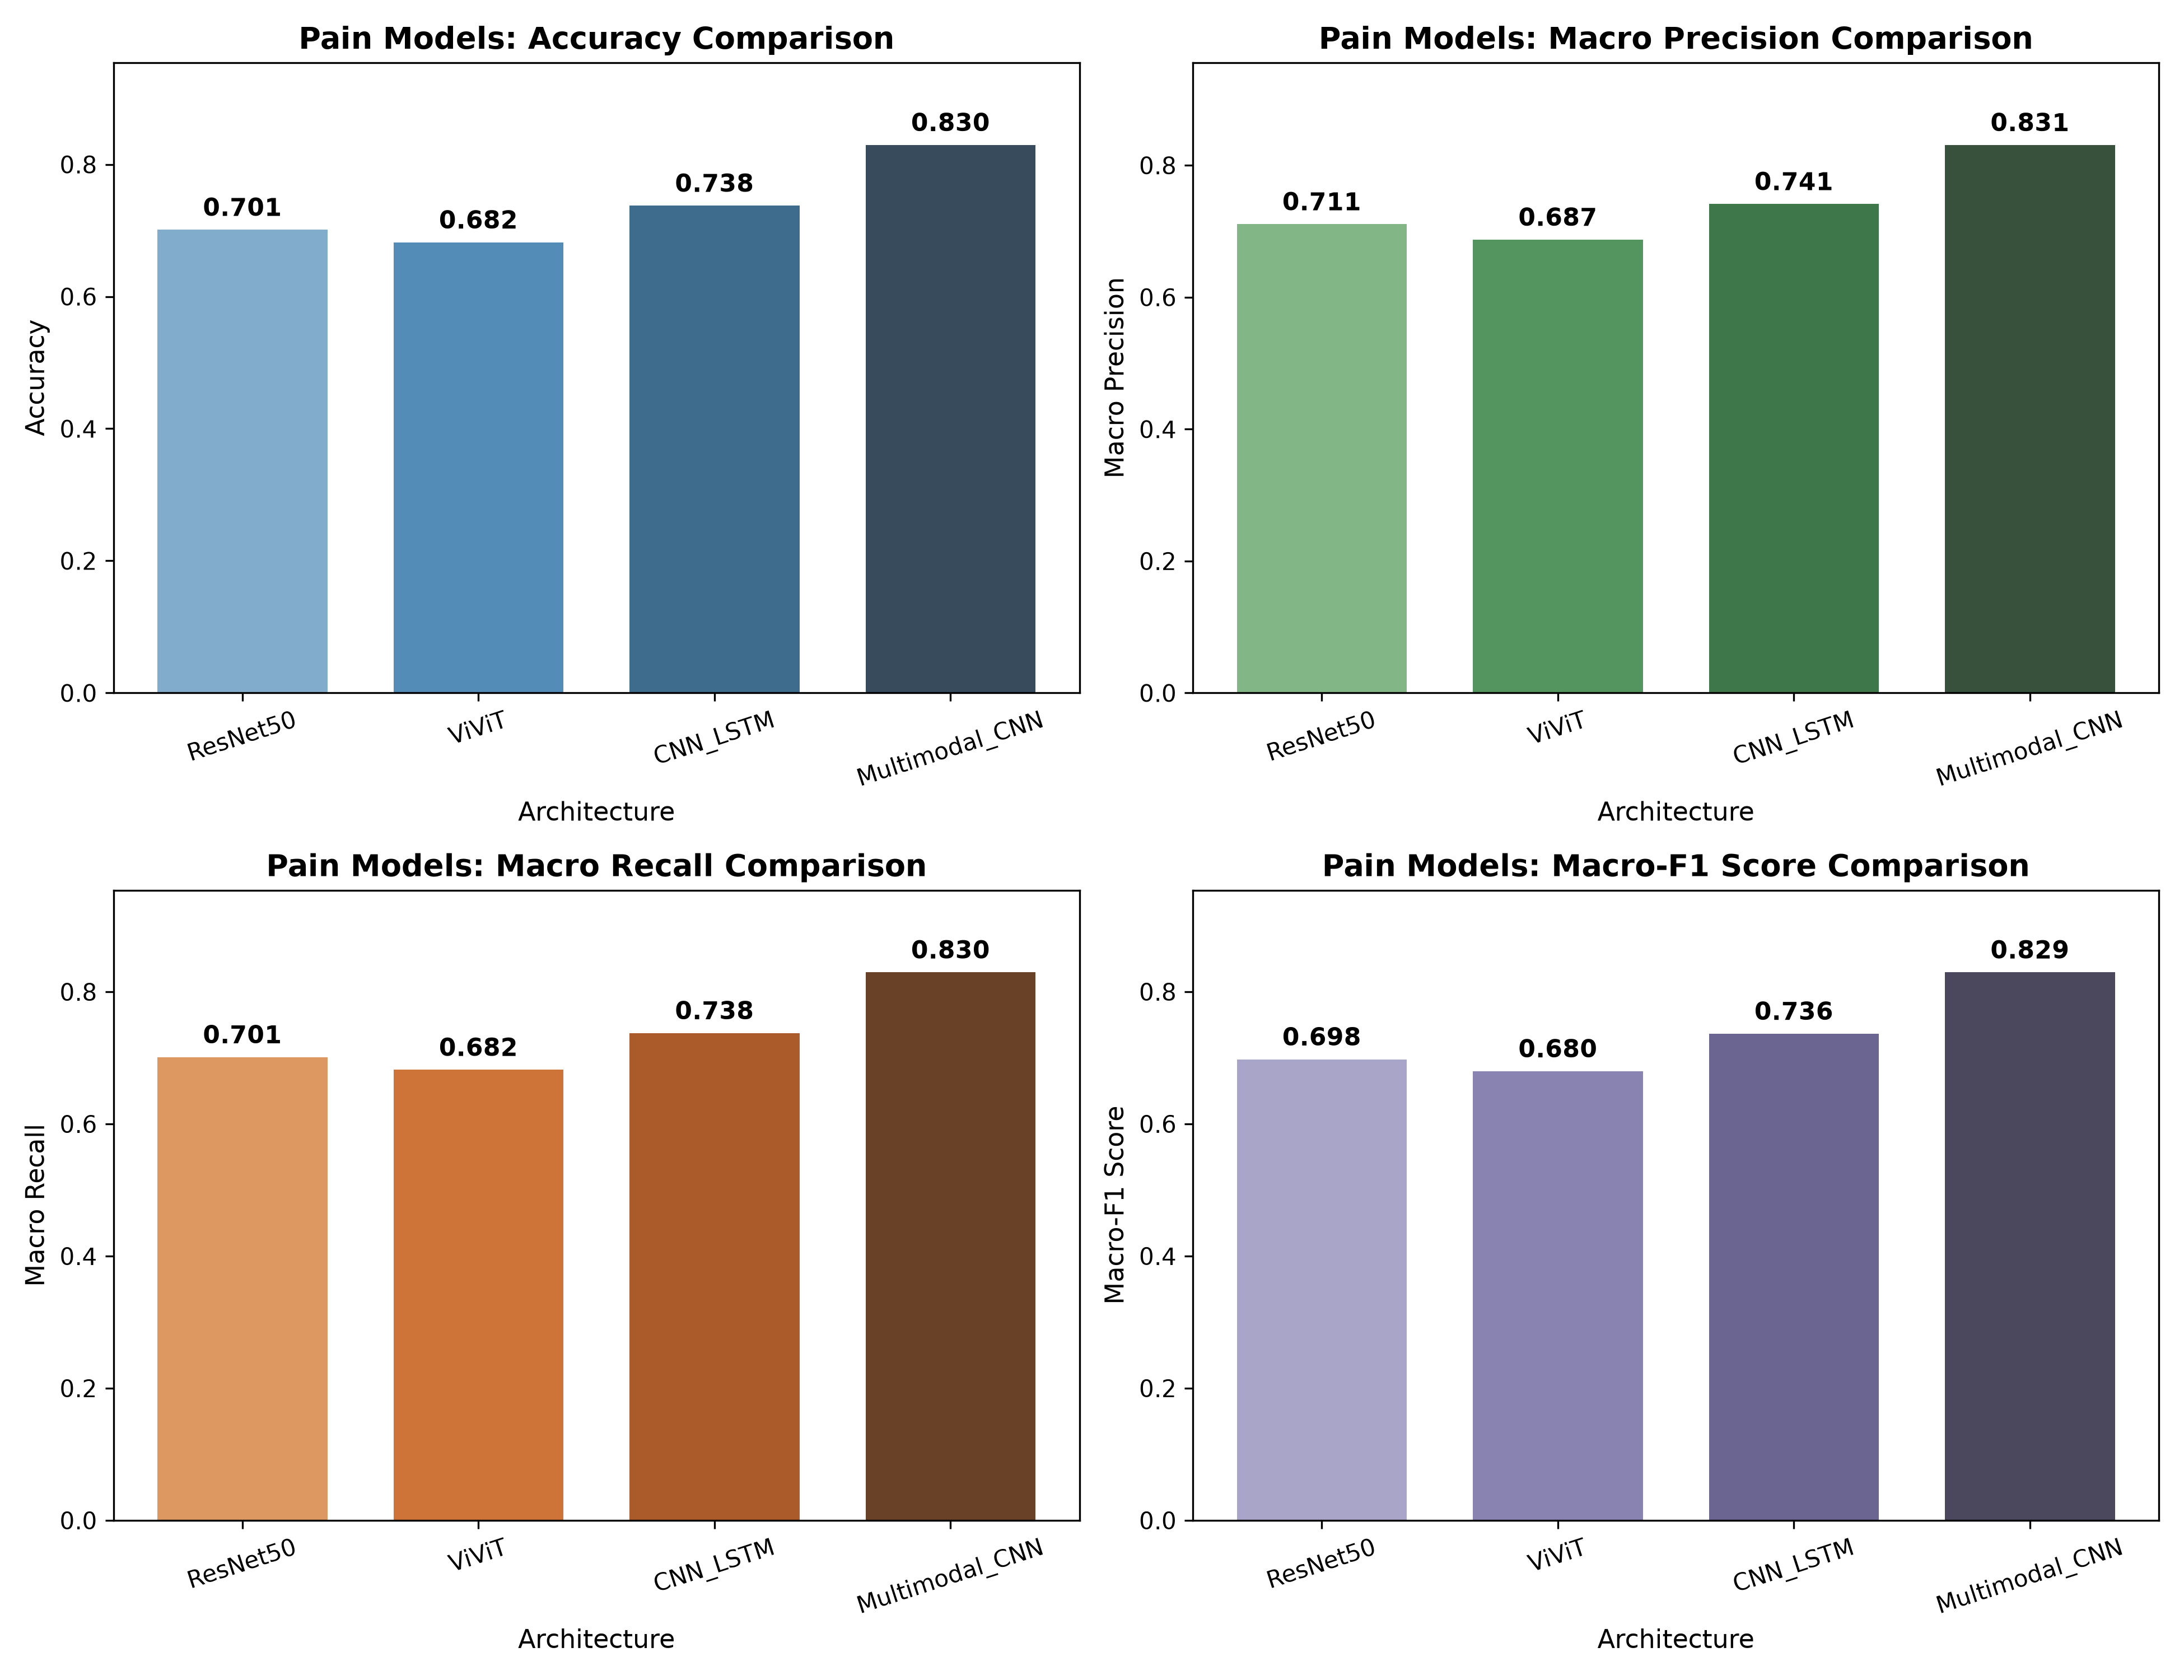 Pain Models: Accuracy Comparison
Accuracy
0.8
0.6
0.4
0.2
0.0
0.701
0.682
0.738
0.830
ResNet50
ViViT
CNN_LSTM
Multimodal_CNN
Architecture
Pain Models: Macro Precision Comparison
Macro Precision
0.8
0.6
0.4
0.2
0.0
0.711
0.687
0.741
0.831
ResNet50
ViViT
CNN_LSTM
Multimodal_CNN
Architecture
Pain Models: Macro Recall Comparison
Macro Recall
0.8
0.6
0.4
0.2
0.0
0.701
0.682
0.738
0.830
ResNet50
ViViT
CNN_LSTM
Multimodal_CNN
Architecture
Pain Models: Macro-F1 Score Comparison
Macro-F1 Score
0.8
0.6
0.4
0.2
0.0
0.698
0.680
0.736
0.829
ResNet50
ViViT
CNN_LSTM
Multimodal_CNN
Architecture